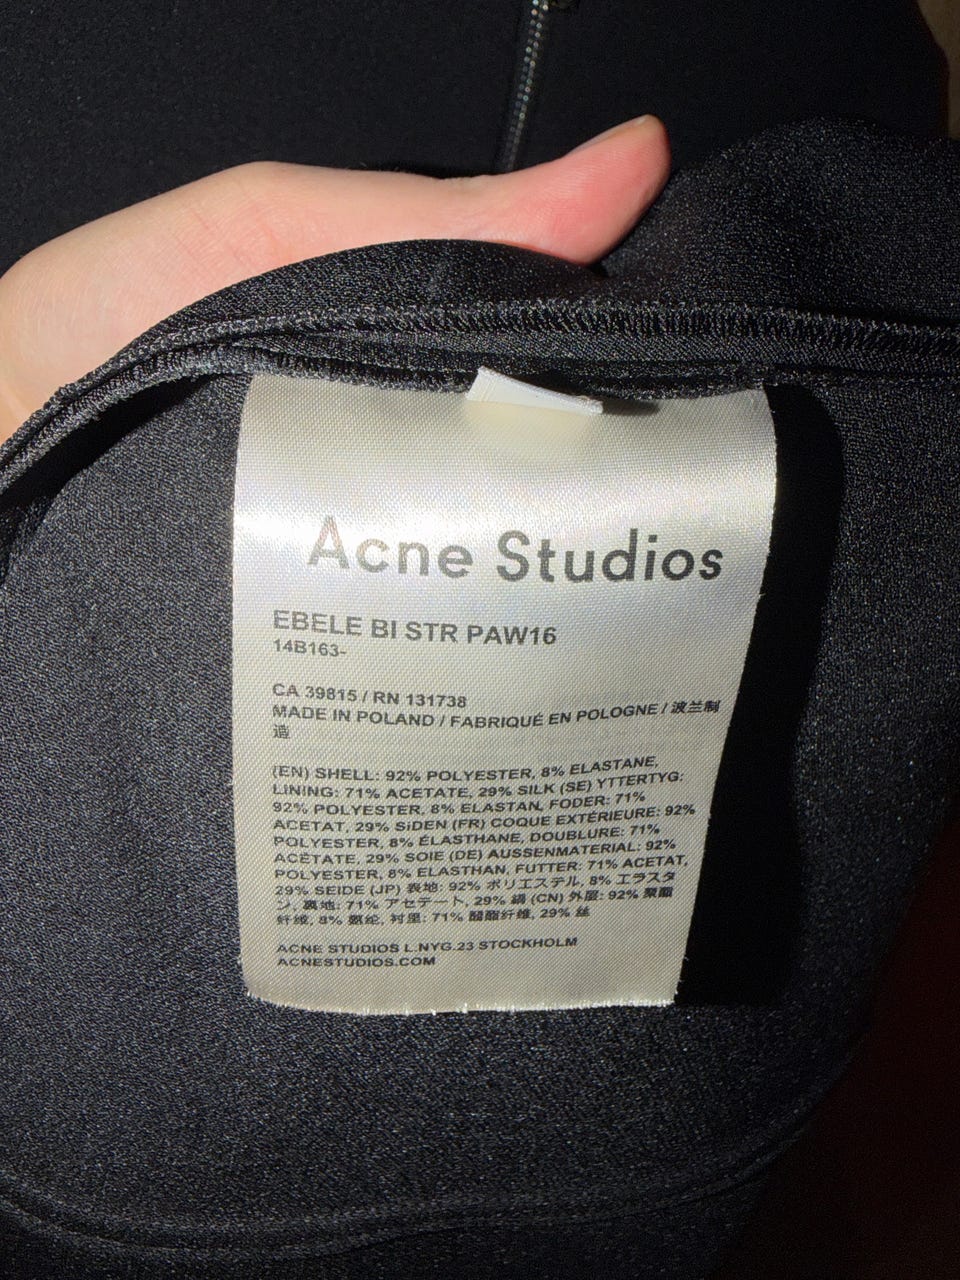 Acne Studios
EBELE BI STR PAW16
14B163-
CA 39815 / RN 131738
MADE IN POLAND / FABRIQUÉ EN POLOGNE / 波兰制
造
(EN) SHELL: 92% POLYESTER, 8% ELASTANE,
LINING: 71% ACETATE, 29% SILK (SE) YTTERTYG:
92% POLYESTER, 8% ELASTAN, FODER: 71%
ACETAT, 29% SiDEN (FR) COQUE EXTÉRIEURE: 92%
POLYESTER, 8% ÉLASTHANE, DOUBLURE: 71%
ACÉTATE, 29% SOIE (DE) AUSSENMATERIAL: 92%
POLYESTER, 8% ELASTHAN, FUTTER: 71% ACETAT,
29% SEIDE (JP) 表地: 92% ポリエステル, 8% エラスタ
ン, 裏地: 71% アセテート, 29% 絹 (CN) 外层: 92% 聚酯
纤维, 8% 氨纶, 衬里: 71% 醋酯纤维, 29% 丝
ACNE STUDIOS L.NYG.23 STOCKHOLM
ACNESTUDIOS.COM